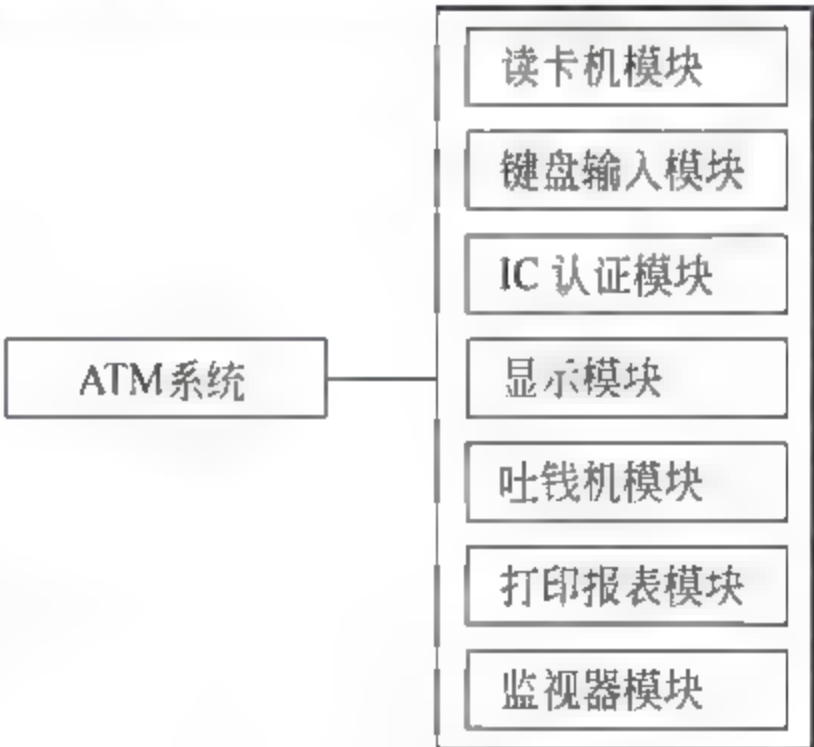 读卡机模块
键盘输入模块
IC 认证模块
ATM系统
显示模块
吐钱机模块
打印报表模块
监视器模块